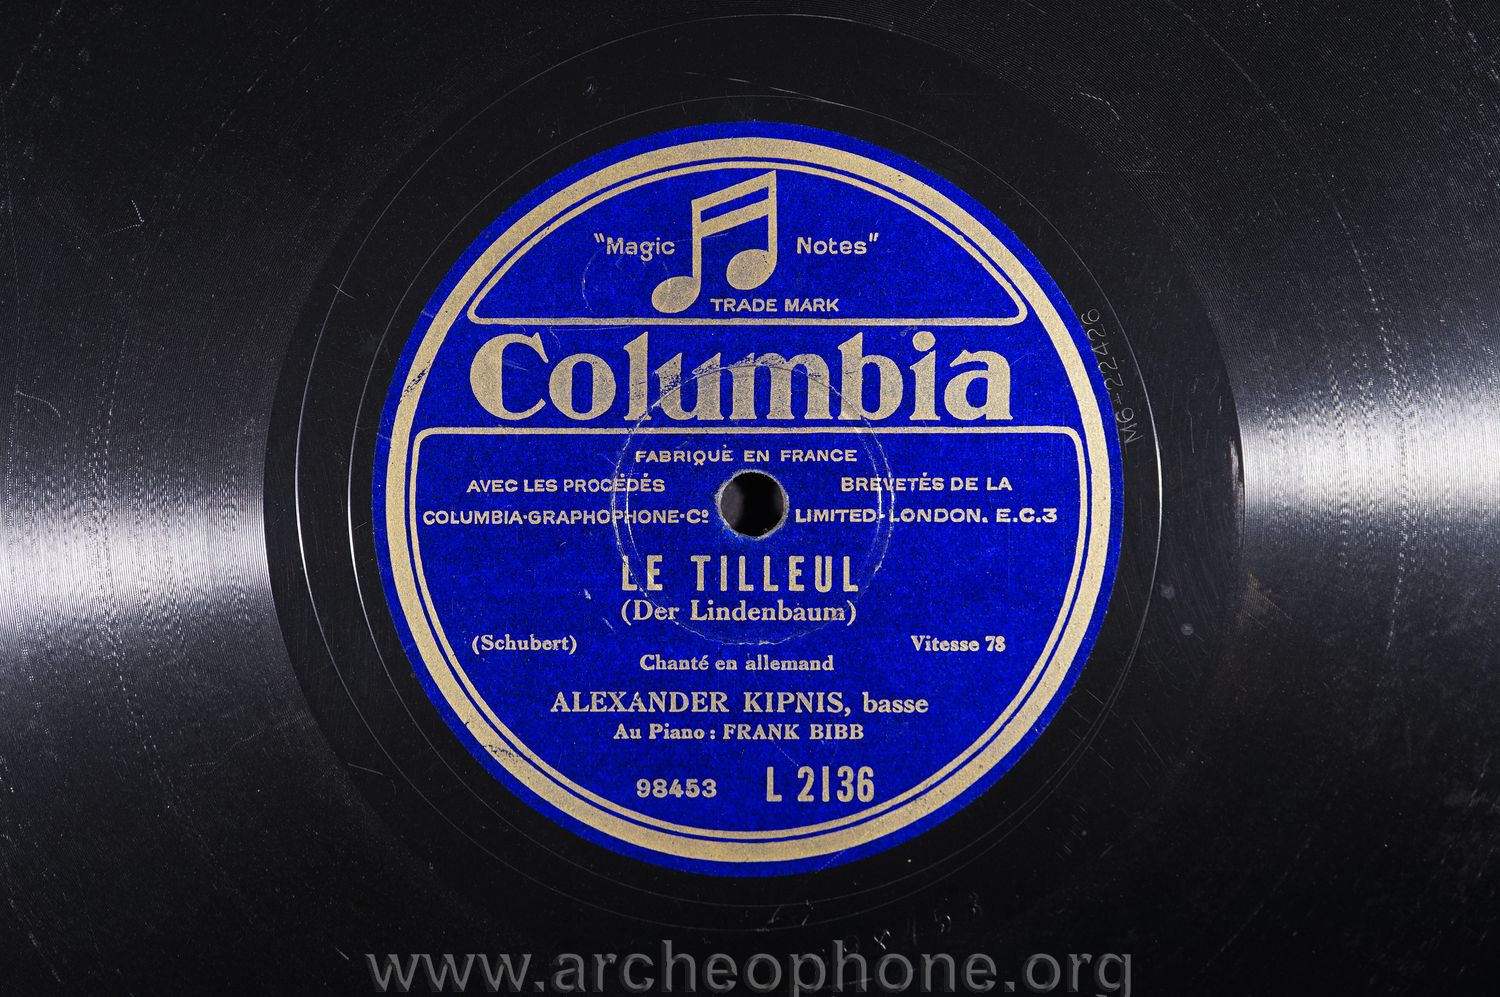 "Magic Notes"
TRADE MARK
Columbia
FABRIQUÉ EN FRANCE
AVEC LES PROCÉDÉS BREVETÉS DE LA
COLUMBIA-GRAPHOPHONE-Cº LIMITED-LONDON. E.C.3
LE TILLEUL
(Der Lindenbaum)
(Schubert) Vitesse 78
Chanté en allemand
ALEXANDER KIPNIS, basse
Au Piano : FRANK BIBB
98453 L 2136
www.archeophone.org